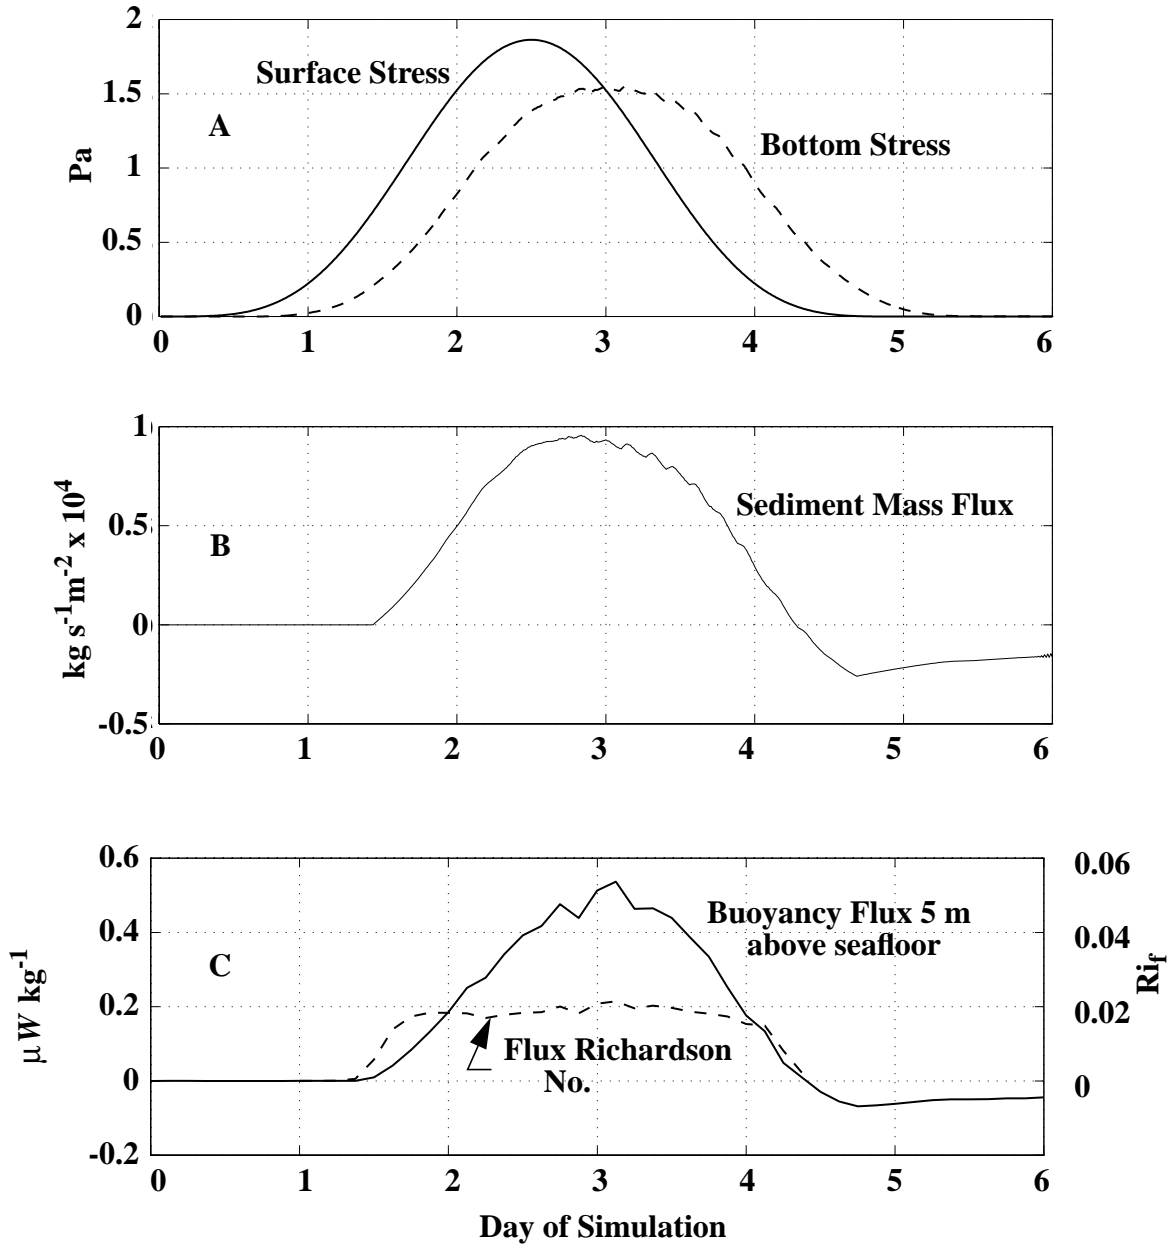 2
Surface Stress
1.5
A
Bottom Stress
Pa
1
0.5
0
0 1 2 3 4 5 6
1
kg s-1m-2 x 104
0.5
Sediment Mass Flux
B
0
-0.5
0 1 2 3 4 5 6
0.6
0.06
Buoyancy Flux 5 m
above seafloor
0.4
0.04
C
μW kg-1
Rif
0.2
0.02
Flux Richardson
No.
0
0
-0.2
0 1 2 3 4 5 6
Day of Simulation